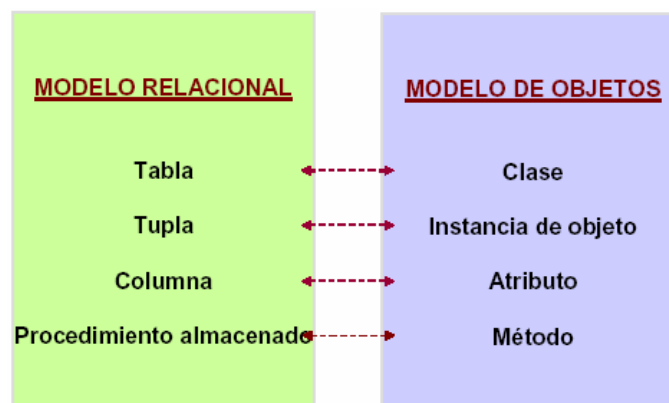 MODELO RELACIONAL
MODELO DE OBJETOS
Tabla
Clase
Tupla
Instancia de objeto
Columna
Atributo
Procedimiento almacenado
Método